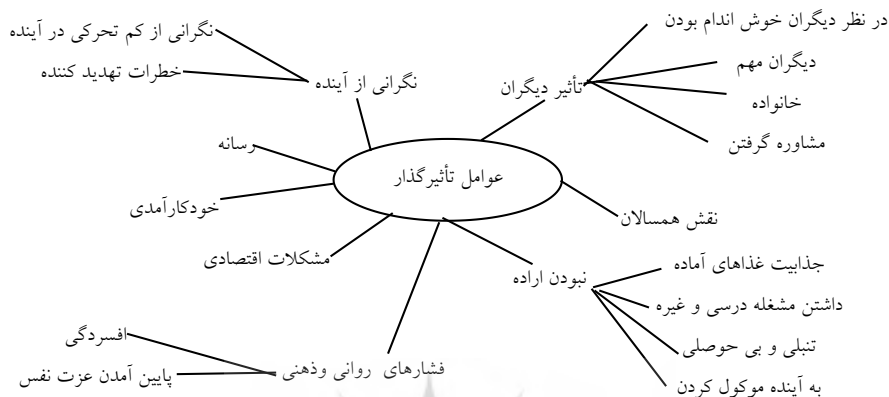 در نظر دیگران خوش اندام بودن
نگرانی از کم تحرکی در آینده
دیگران مهم
خطرات تهدید کننده
نگرانی از آینده
تأثیر دیگران
خانواده
مشاوره گرفتن
رسانه
عوامل تأثیرگذار
خودکارآمدی
نقش همسالان
مشکلات اقتصادی
جذابیت غذاهای آماده
نبودن اراده
داشتن مشغله درسی و غیره
افسردگی
تنبلی و بی حوصلی
فشارهای روانی وذهنی
پایین آمدن عزت نفس
به آینده موکول کردن